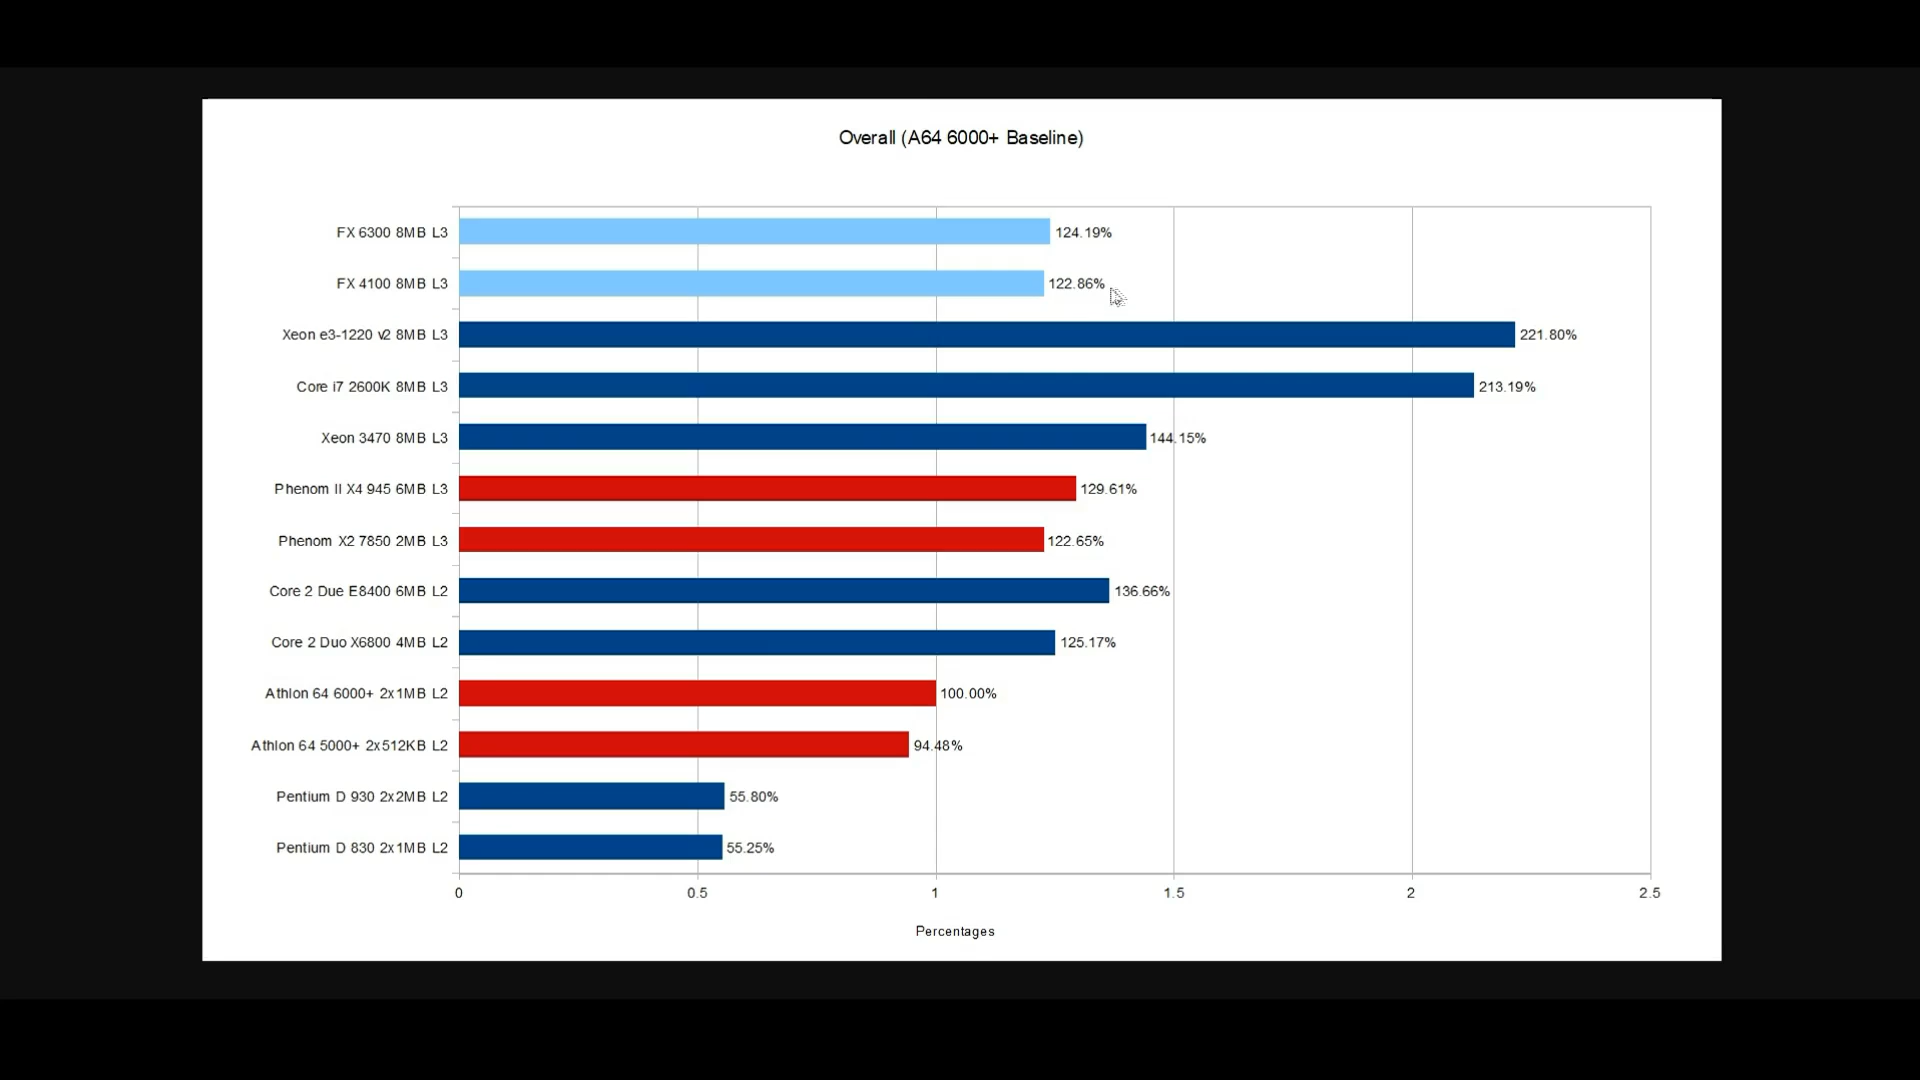 Overall (A64 6000+ Baseline)
FX 6300 8MB L3
124.19%
FX 4100 8MB L3
122.86%
Xeon e3-1220 v2 8MB L3
221.80%
Core i7 2600K 8MB L3
213.19%
Xeon 3470 8MB L3
144.15%
Phenom II X4 945 6MB L3
129.61%
Phenom X2 7850 2MB L3
122.65%
Core 2 Due E8400 6MB L2
136.66%
Core 2 Duo X6800 4MB L2
125.17%
Athlon 64 6000+ 2x1MB L2
100.00%
Athlon 64 5000+ 2x512KB L2
94.48%
Pentium D 930 2x2MB L2
55.80%
Pentium D 830 2x1MB L2
55.25%
0 0.5 1 1.5 2 2.5
Percentages